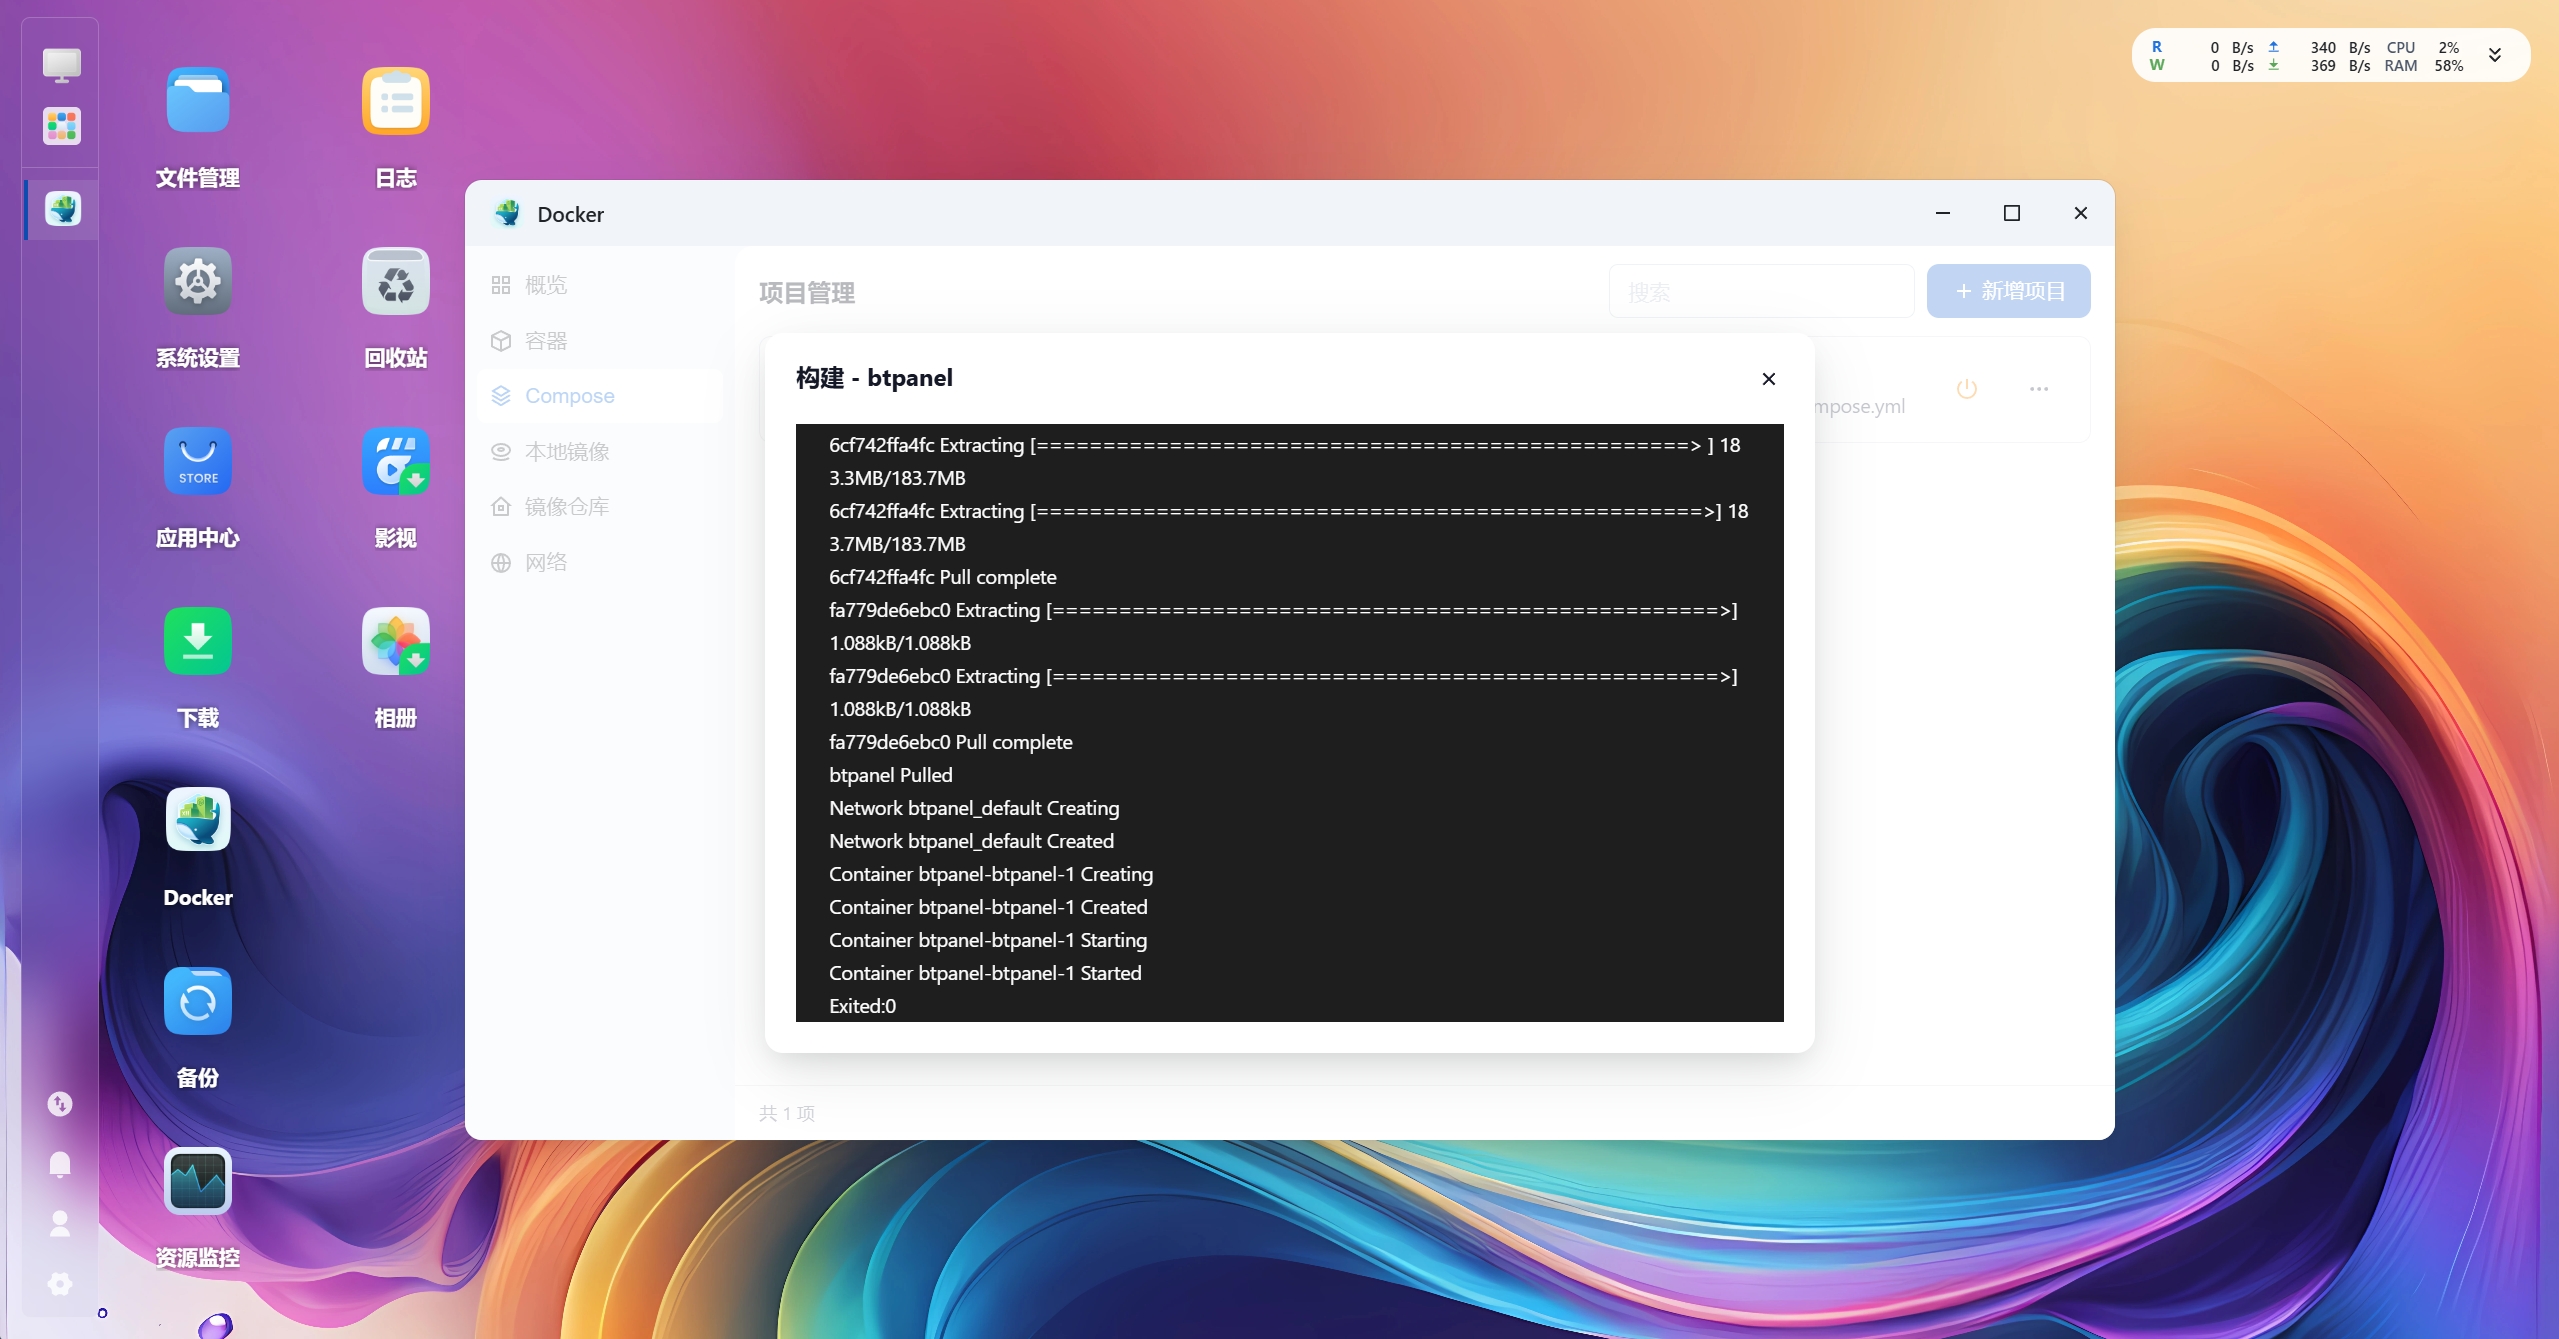 R 0 B/s 340 B/s CPU 2%
W 0 B/s 369 B/s RAM 58%
文件管理
日志
系统设置
回收站
STORE
应用中心
影视
下载
相册
Docker
备份
资源监控
Docker
概览
容器
Compose
本地镜像
镜像仓库
网络
项目管理
搜索
+ 新增项目
mpose.yml
构建 - btpanel
6cf742ffa4fc Extracting [=================================================> ] 18
3.3MB/183.7MB
6cf742ffa4fc Extracting [==================================================>] 18
3.7MB/183.7MB
6cf742ffa4fc Pull complete
fa779de6ebc0 Extracting [==================================================>]
1.088kB/1.088kB
fa779de6ebc0 Extracting [==================================================>]
1.088kB/1.088kB
fa779de6ebc0 Pull complete
btpanel Pulled
Network btpanel_default Creating
Network btpanel_default Created
Container btpanel-btpanel-1 Creating
Container btpanel-btpanel-1 Created
Container btpanel-btpanel-1 Starting
Container btpanel-btpanel-1 Started
Exited:0
共 1 项